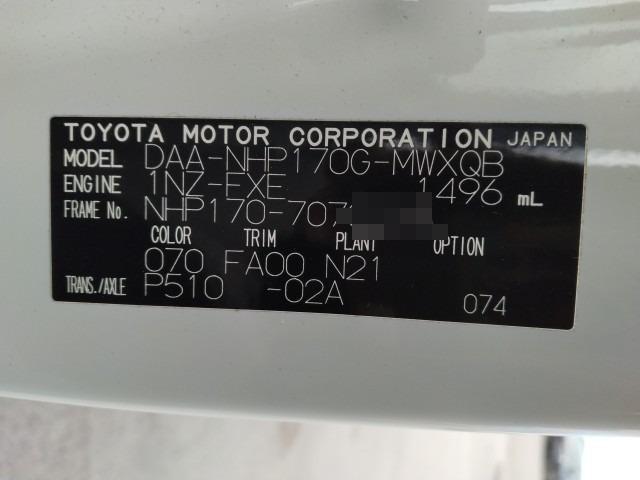 TOYOTA MOTOR CORPORATION JAPAN
MODEL DAA-NHP170G-MWXQB
ENGINE 1NZ-FXE 1496 mL
FRAME No. NHP170-707
COLOR TRIM PLANT OPTION
070 FA00 N21
TRANS./AXLE P510 -02A 074